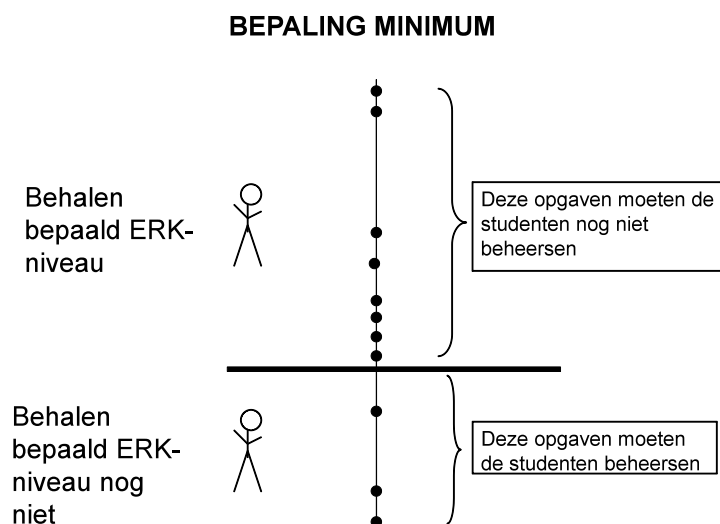 BEPALING MINIMUM
Behalen
bepaald ERK-
niveau
Deze opgaven moeten de
studenten nog niet
beheersen
Behalen
bepaald ERK-
niveau nog
niet
Deze opgaven moeten
de studenten beheersen